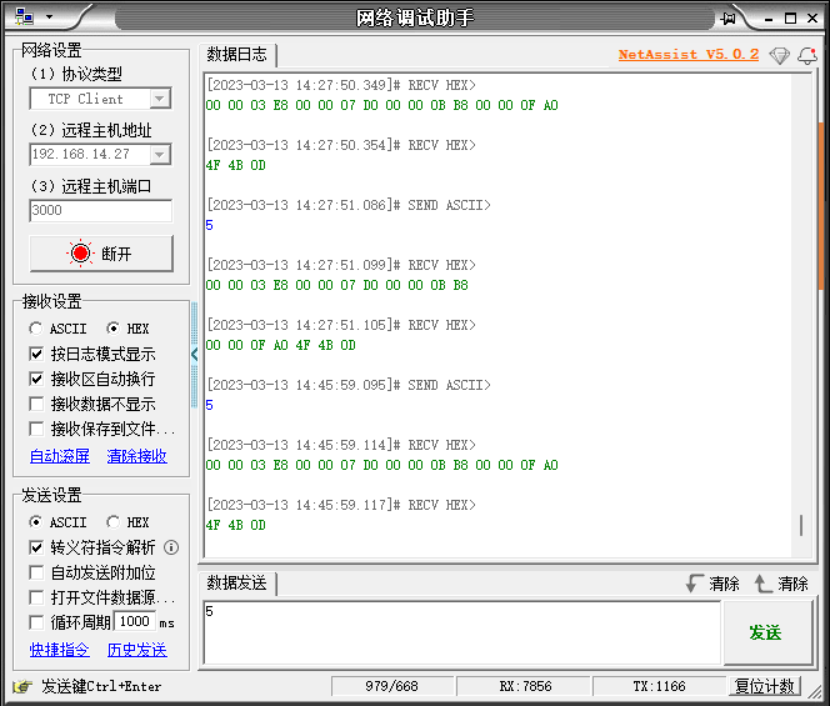 网络调试助手
网络设置
(1) 协议类型
TCP Client
(2) 远程主机地址
192.168.14.27
(3) 远程主机端口
3000
断开
接收设置
ASCII HEX
按日志模式显示
接收区自动换行
接收数据不显示
接收保存到文件...
自动滚屏 清除接收
发送设置
ASCII HEX
转义符指令解析
自动发送附加位
打开文件数据源...
循环周期 1000 ms
快捷指令 历史发送
数据日志
NetAssist V5.0.2
[2023-03-13 14:27:50.349]# RECV HEX>
00 00 03 E8 00 00 07 D0 00 00 0B B8 00 00 0F A0
[2023-03-13 14:27:50.354]# RECV HEX>
4F 4B 0D
[2023-03-13 14:27:51.086]# SEND ASCII>
5
[2023-03-13 14:27:51.099]# RECV HEX>
00 00 03 E8 00 00 07 D0 00 00 0B B8
[2023-03-13 14:27:51.105]# RECV HEX>
00 00 0F A0 4F 4B 0D
[2023-03-13 14:45:59.095]# SEND ASCII>
5
[2023-03-13 14:45:59.114]# RECV HEX>
00 00 03 E8 00 00 07 D0 00 00 0B B8 00 00 0F A0
[2023-03-13 14:45:59.117]# RECV HEX>
4F 4B 0D
数据发送 清除 清除
5
发送
发送键Ctrl+Enter 979/668 RX:7856 TX:1166 复位计数